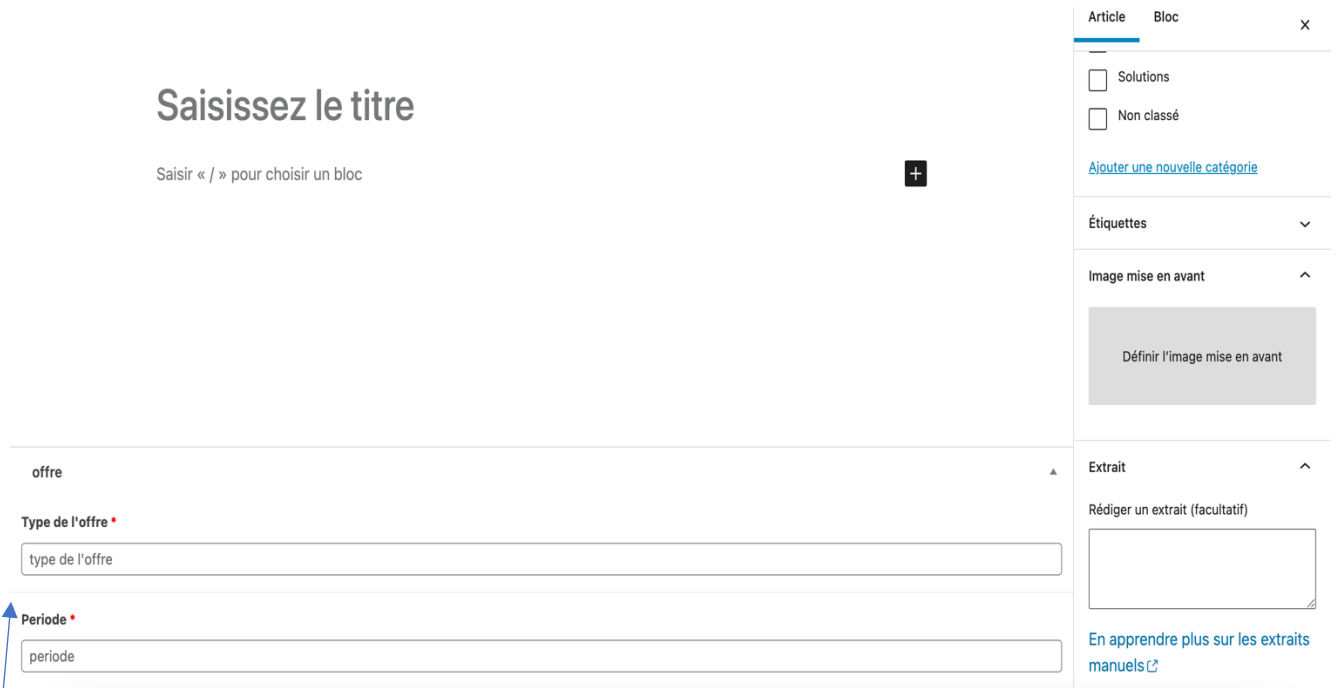 Article Bloc
Saisissez le titre
Saisir « / » pour choisir un bloc
offre
Type de l'offre *
type de l'offre
Periode *
periode
Solutions
Non classé
Ajouter une nouvelle catégorie
Étiquettes
Image mise en avant
Définir l'image mise en avant
Extrait
Rédiger un extrait (facultatif)
En apprendre plus sur les extraits
manuels